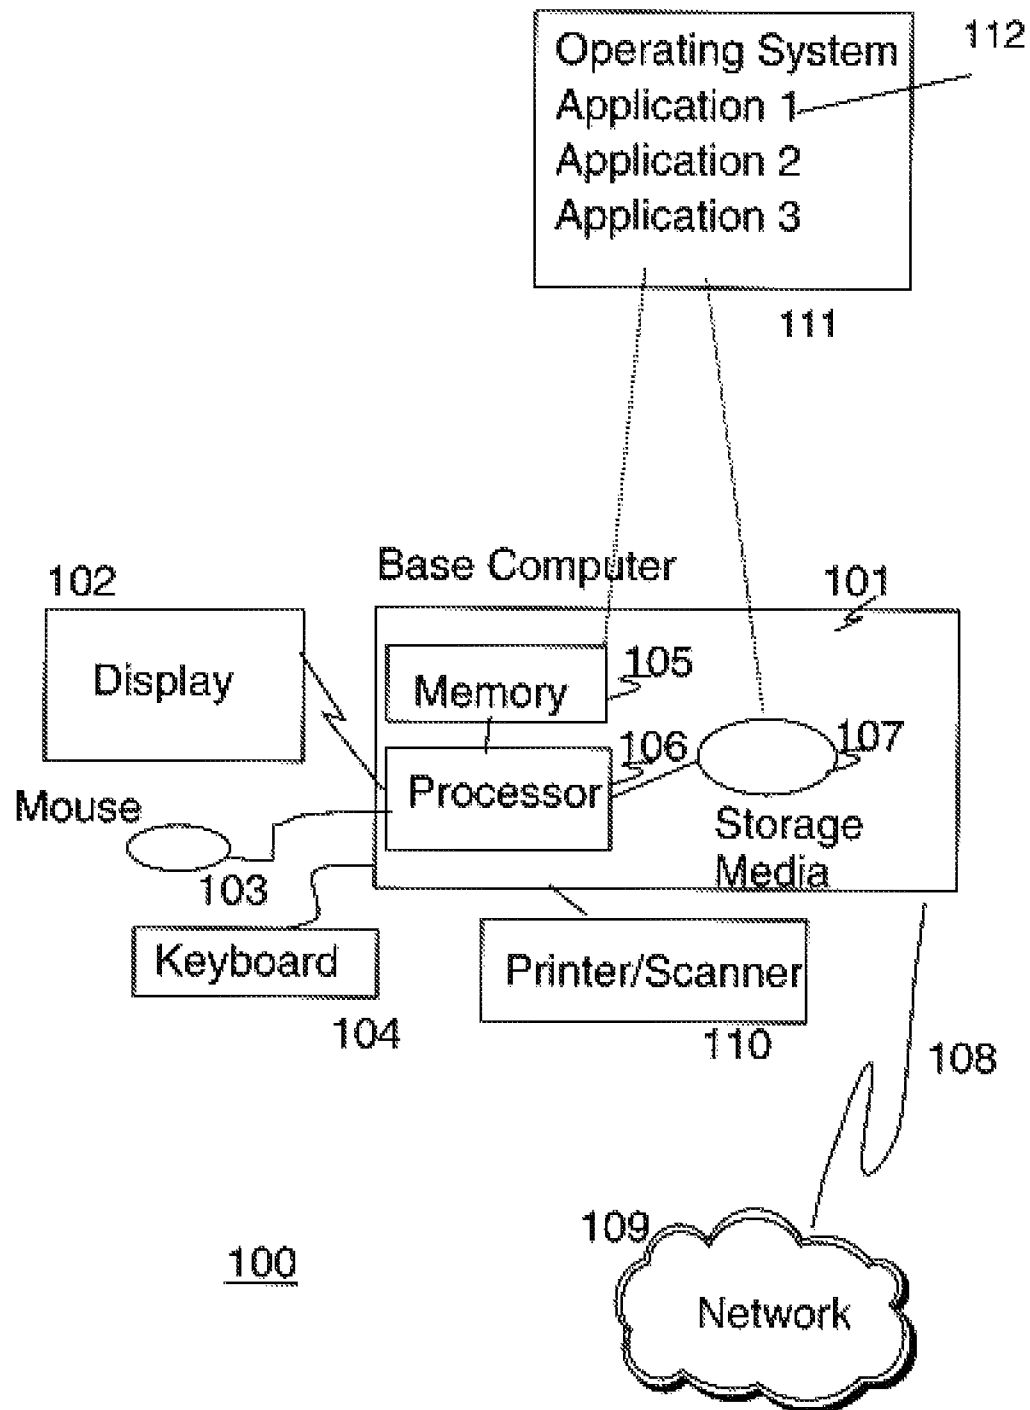 112
Operating System
Application 1
Application 2
Application 3
111
Base Computer
102
101
Display
Memory
105
106
107
Processor
Mouse
Storage
Media
103
Keyboard
Printer/Scanner
104
110
108
109
100
Network